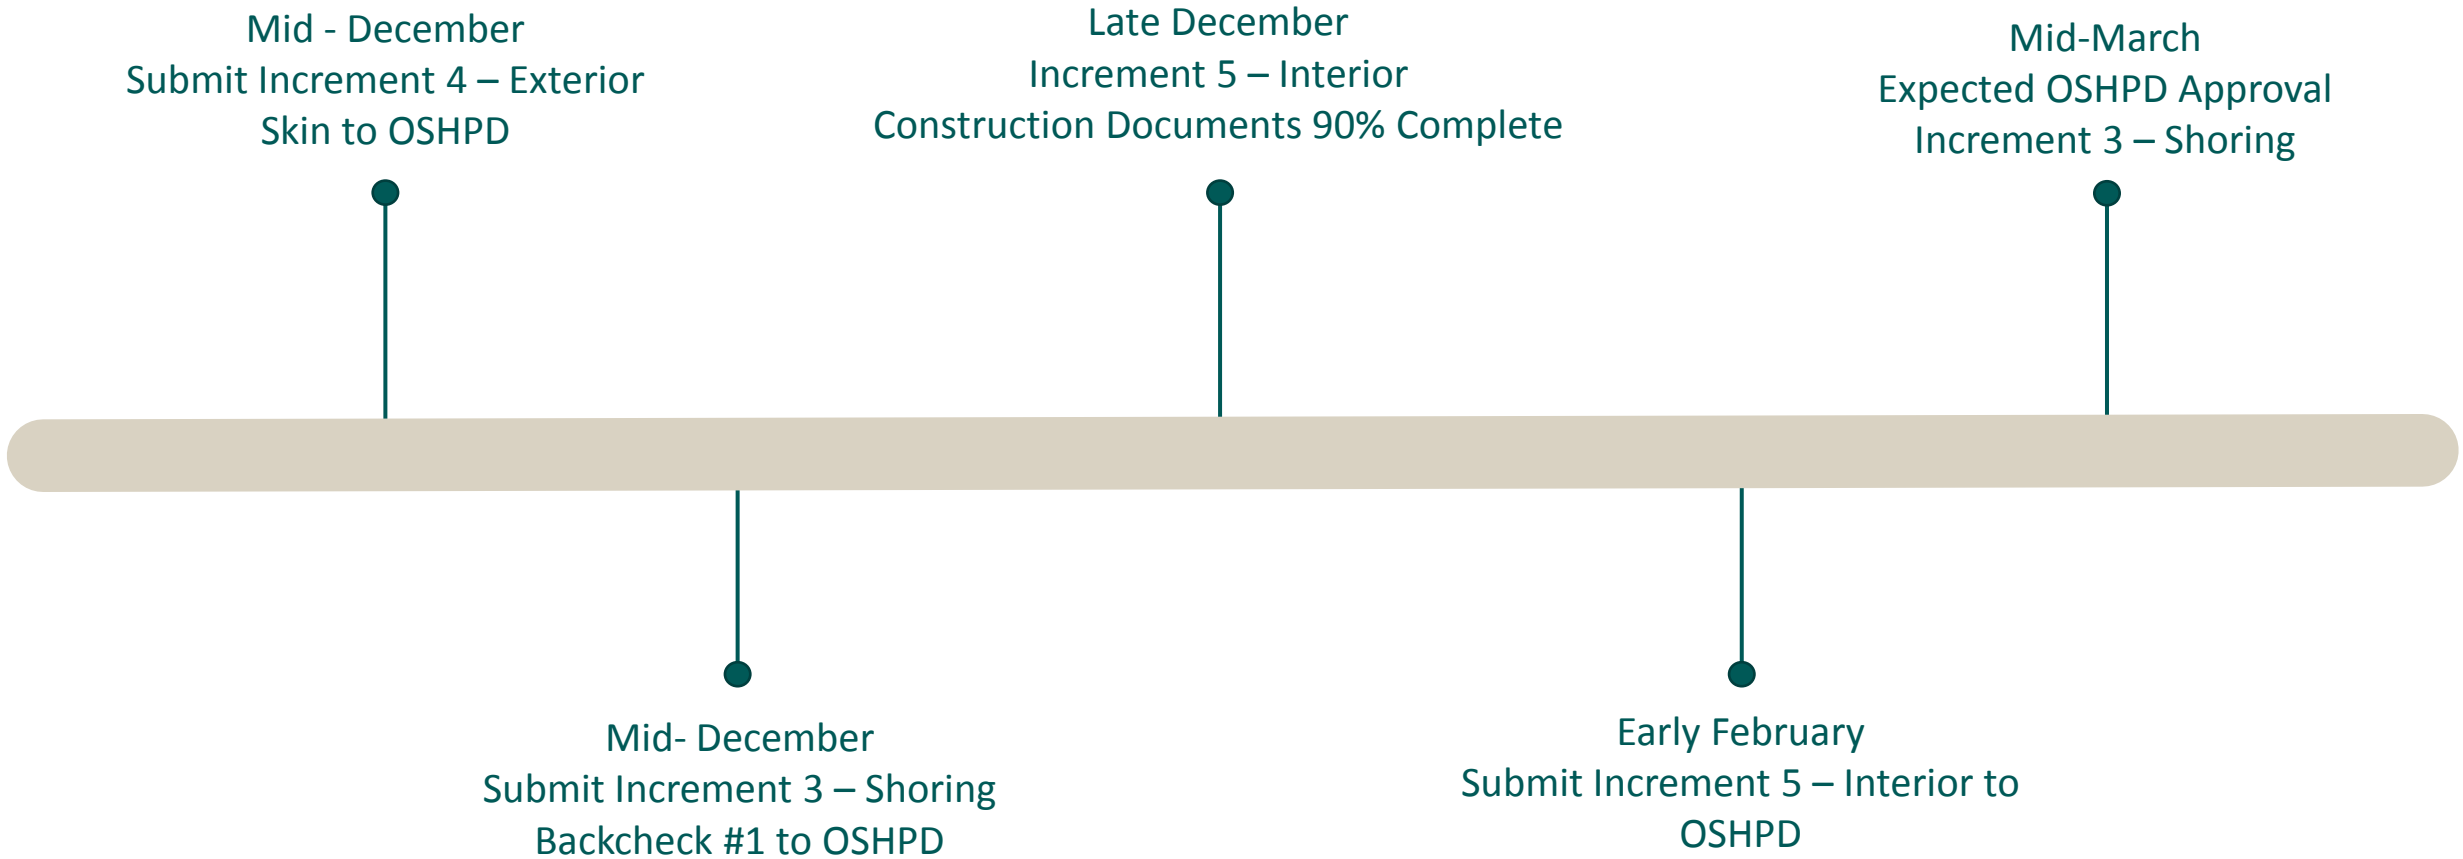 Mid - December
Submit Increment 4 – Exterior
Skin to OSHPD
Late December
Increment 5 – Interior
Construction Documents 90% Complete
Mid-March
Expected OSHPD Approval
Increment 3 – Shoring
Mid- December
Submit Increment 3 – Shoring
Backcheck #1 to OSHPD
Early February
Submit Increment 5 – Interior to
OSHPD